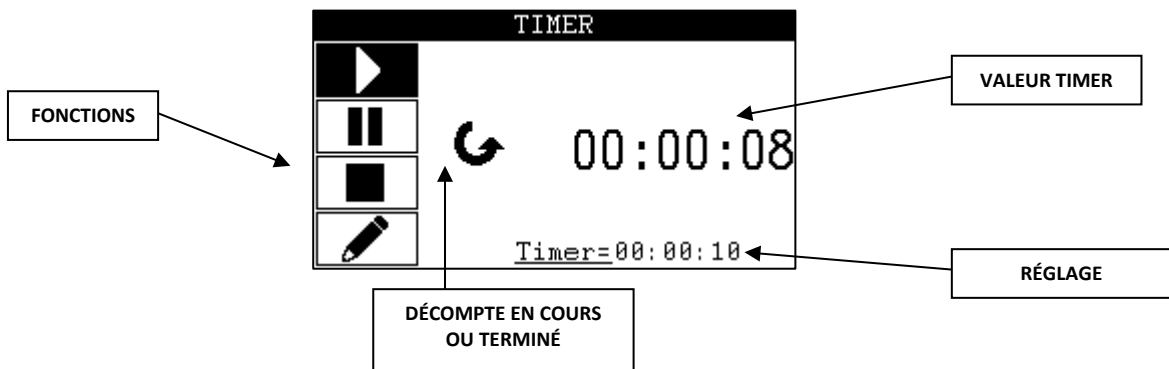 TIMER
VALEUR TIMER
FONCTIONS
00:00:08
Timer=00:00:10
RÉGLAGE
DÉCOMPTE EN COURS
OU TERMINÉ